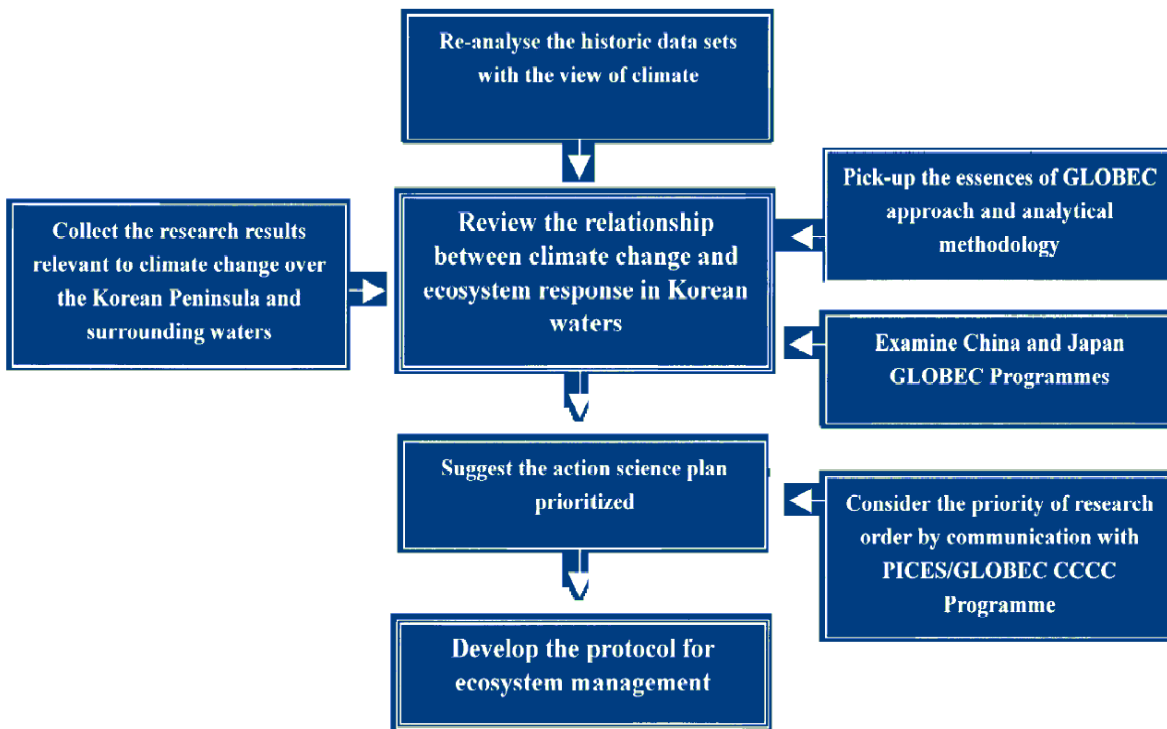 Re-analyse the historic data sets
with the view of climate
Collect the research results
relevant to climate change over
the Korean Peninsula and
surrounding waters
Review the relationship
between climate change and
ecosystem response in Korean
waters
Pick-up the essences of GLOBEC
approach and analytical
methodology
Examine China and Japan
GLOBEC Programmes
Suggest the action science plan
prioritized
Consider the priority of research
order by communication with
PICES/GLOBEC CCCC
Programme
Develop the protocol for
ecosystem management